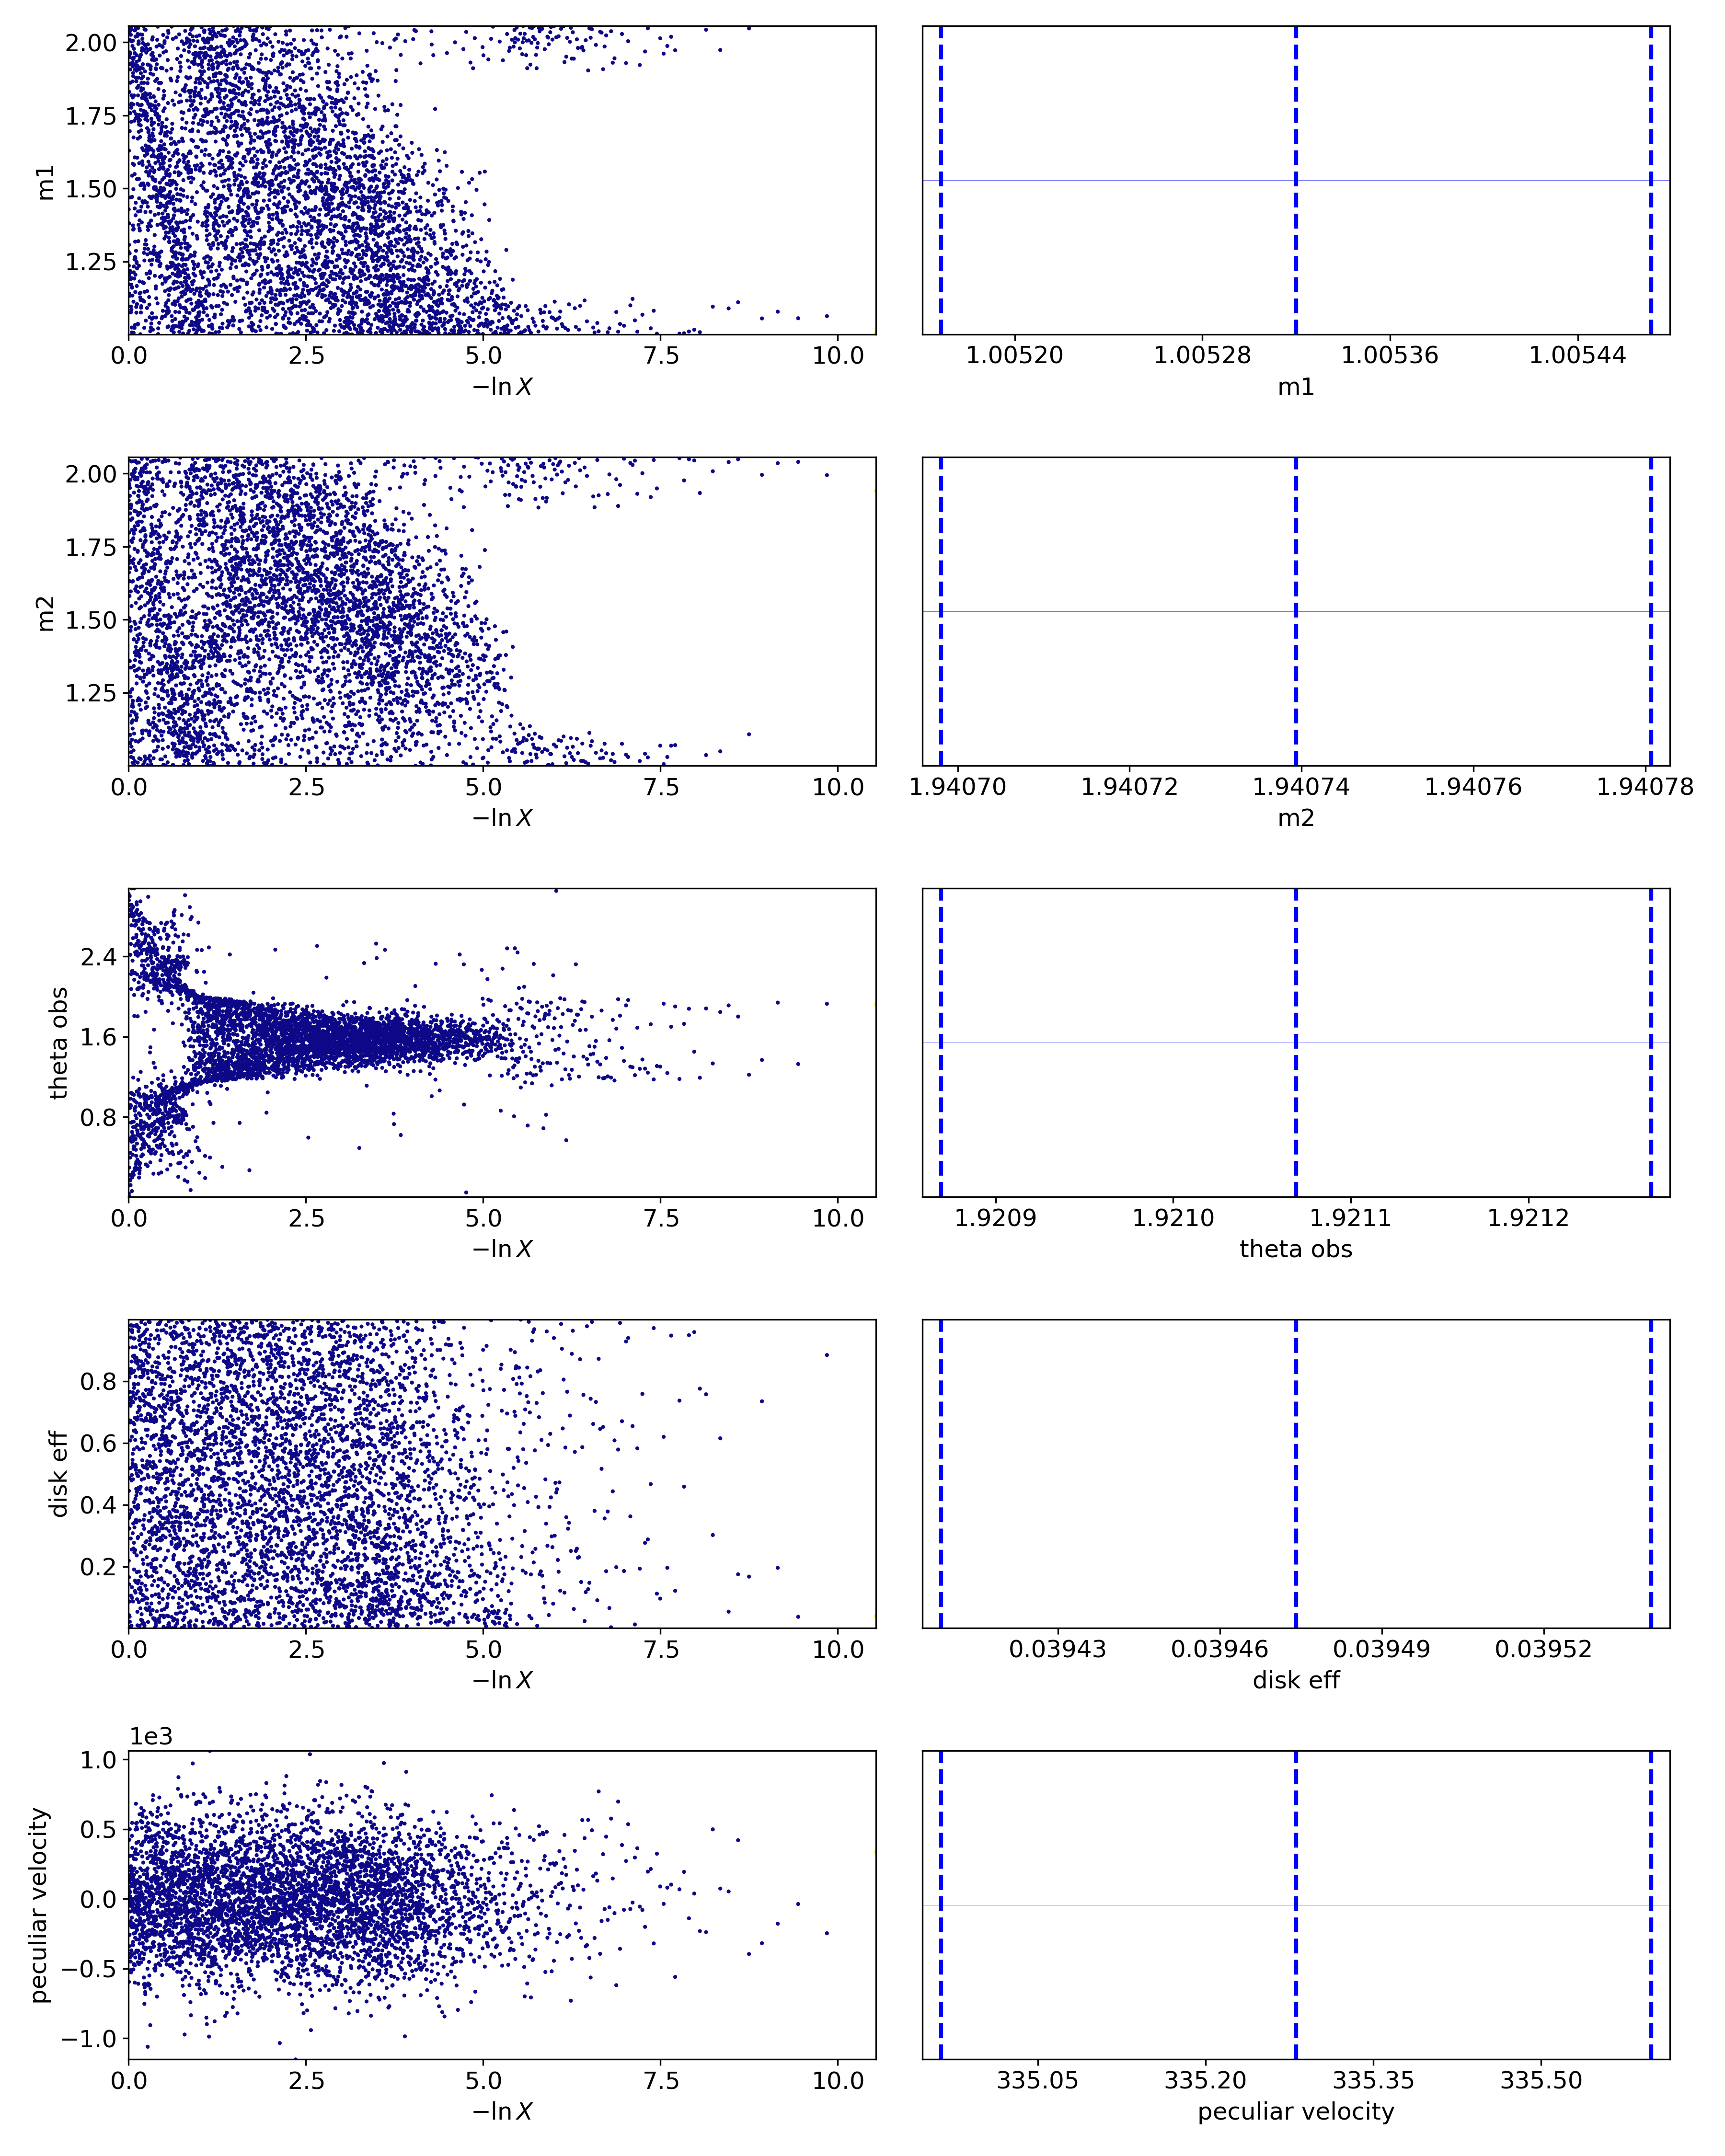 2.00
1.75
1.50
1.25
m1
0.0 2.5 5.0 7.5 10.0
−ln X
1.00520 1.00528 1.00536 1.00544
m1
2.00
1.75
1.50
1.25
m2
0.0 2.5 5.0 7.5 10.0
−ln X
1.94070 1.94072 1.94074 1.94076 1.94078
m2
2.4
1.6
0.8
theta obs
0.0 2.5 5.0 7.5 10.0
−ln X
1.9209 1.9210 1.9211 1.9212
theta obs
0.8
0.6
0.4
0.2
disk eff
0.0 2.5 5.0 7.5 10.0
−ln X
0.03943 0.03946 0.03949 0.03952
disk eff
1e3
1.0
0.5
0.0
−0.5
−1.0
peculiar velocity
0.0 2.5 5.0 7.5 10.0
−ln X
335.05 335.20 335.35 335.50
peculiar velocity